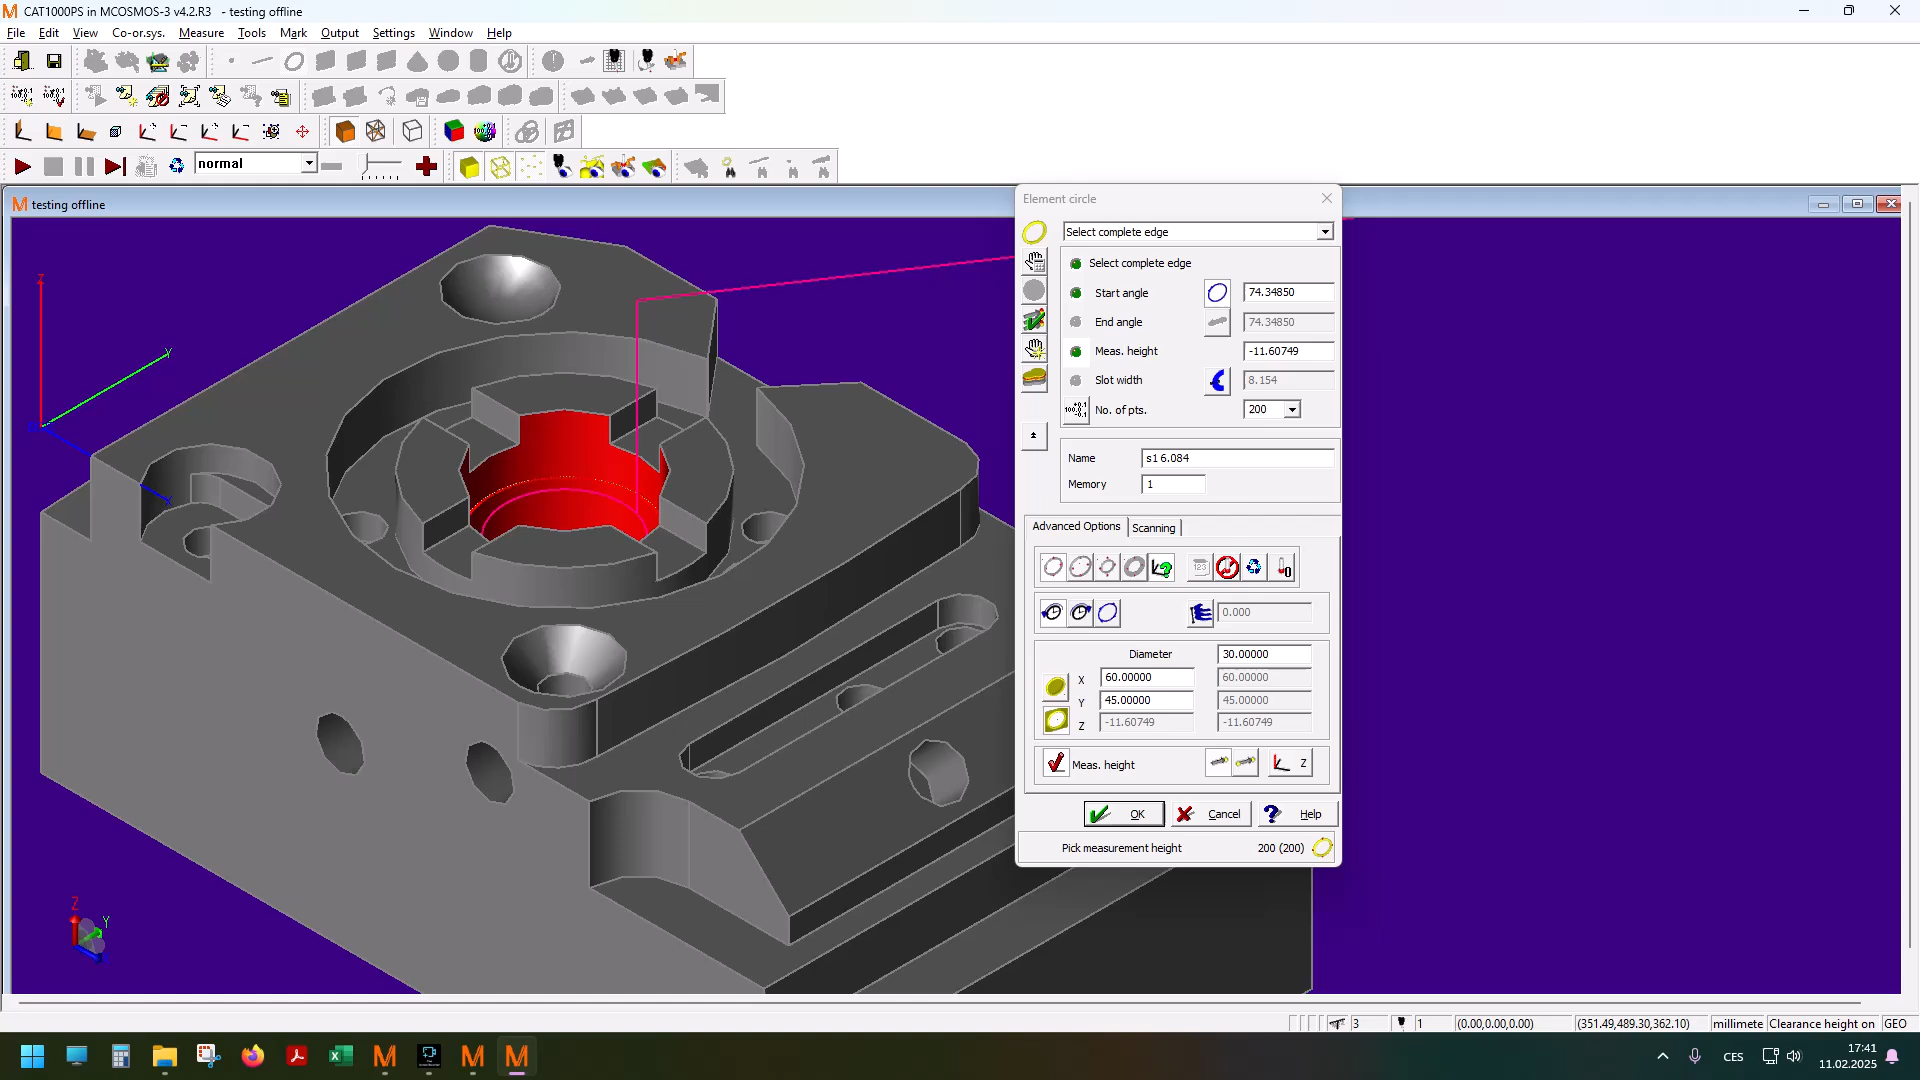 CAT1000PS in MCOSMOS-3 v4.2.R3 - testing offline
File Edit View Co-or.sys. Measure Tools Mark Output Settings Window Help
normal
testing offline
Element circle
Select complete edge
Select complete edge
Start angle 74.34850
End angle 74.34850
Meas. height -11.60749
Slot width 8.154
No. of pts. 200
Name s1 6.084
Memory 1
Advanced Options Scanning
0.000
Diameter 30.00000
X 60.00000 60.00000
Y 45.00000 45.00000
Z -11.60749 -11.60749
Meas. height Z
OK Cancel Help
Pick measurement height 200 (200)
Z
Y
X
Z
Y
3 1 (0.00,0.00,0.00) (351.49,489.30,362.10) millimete Clearance height on GEO
CES 17:41
11.02.2025